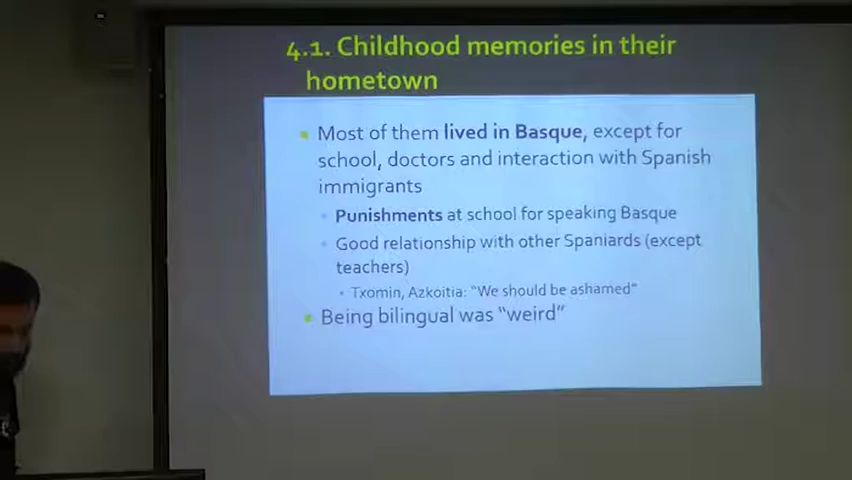 4.1. Childhood memories in their
hometown
Most of them lived in Basque, except for
school, doctors and interaction with Spanish
immigrants
Punishments at school for speaking Basque
Good relationship with other Spaniards (except
teachers)
Txomin, Azkoitia: "We should be ashamed"
Being bilingual was "weird"